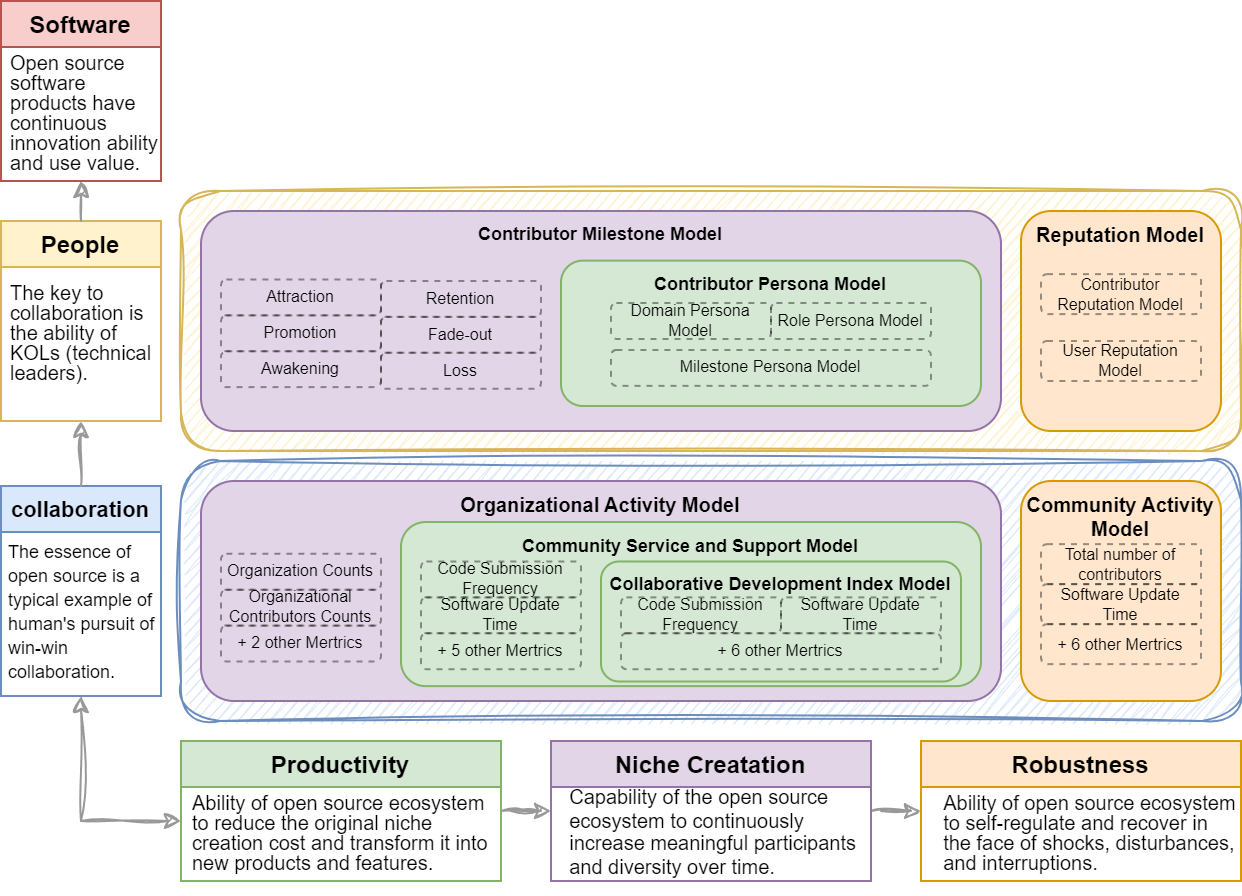 Software
Open source
software
products have
continuous
innovation ability
and use value.
People
The key to
collaboration is
the ability of
KOLs (technical
leaders).
Contributor Milestone Model
Attraction
Promotion
Awakening
Retention
Fade-out
Loss
Contributor Persona Model
Domain Persona
Model
Role Persona Model
Milestone Persona Model
Reputation Model
Contributor
Reputation Model
User Reputation
Model
collaboration
The essence of
open source is a
typical example of
human's pursuit of
win-win
collaboration.
Organizational Activity Model
Organization Counts
Organizational
Contributors Counts
+ 2 other Mertrics
Community Service and Support Model
Code Submission
Frequency
Software Update
Time
+ 5 other Mertrics
Collaborative Development Index Model
Code Submission
Frequency
Software Update
Time
+ 6 other Mertrics
Community Activity
Model
Total number of
contributors
Software Update
Time
+ 6 other Mertrics
Productivity
Ability of open source ecosystem
to reduce the original niche
creation cost and transform it into
new products and features.
Niche Creatation
Capability of the open source
ecosystem to continuously
increase meaningful participants
and diversity over time.
Robustness
Ability of open source ecosystem
to self-regulate and recover in
the face of shocks, disturbances,
and interruptions.